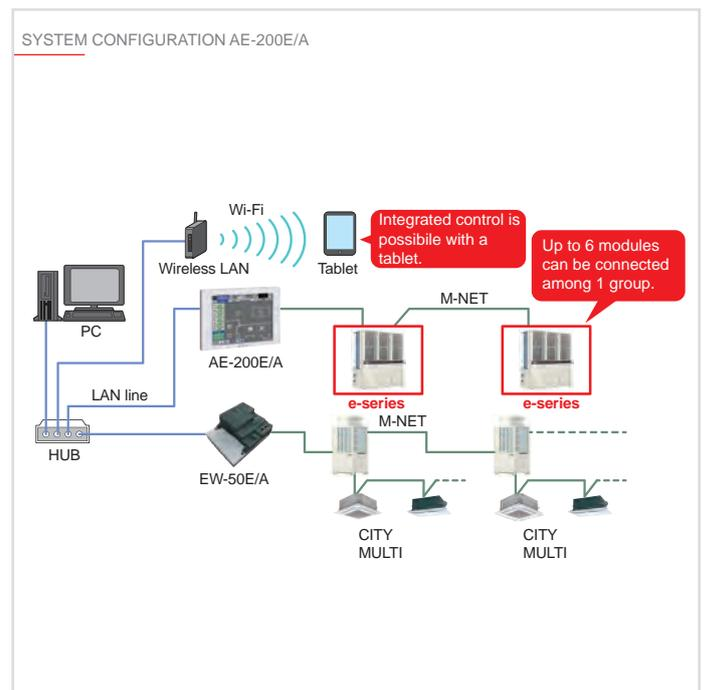 SYSTEM CONFIGURATION AE-200E/A
Wi-Fi
Wireless LAN
Tablet
Integrated control is
possibile with a
tablet.
Up to 6 modules
can be connected
among 1 group.
PC
AE-200E/A
M-NET
e-series
e-series
LAN line
HUB
EW-50E/A
M-NET
CITY
MULTI
CITY
MULTI